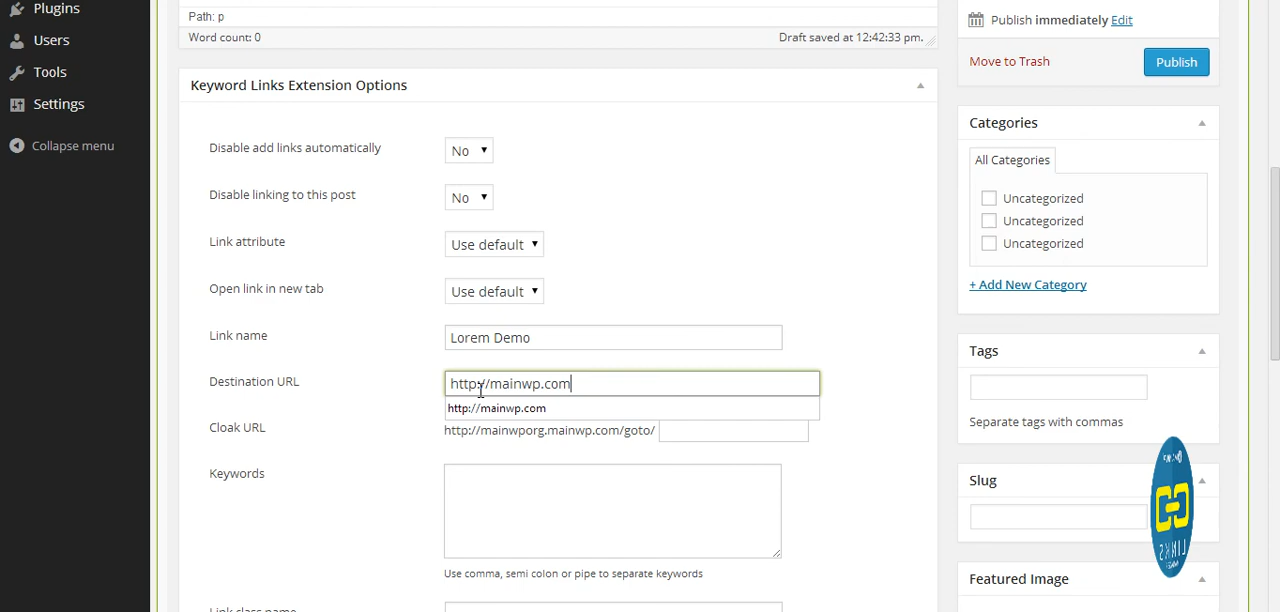 Plugins
Users
Tools
Settings
Collapse menu
Path: p
Word count: 0
Draft saved at 12:42:33 pm.
Keyword Links Extension Options
Disable add links automatically
No
Disable linking to this post
No
Link attribute
Use default
Open link in new tab
Use default
Link name
Lorem Demo
Destination URL
http://mainwp.com
http://mainwp.com
Cloak URL
http://mainwporg.mainwp.com/goto/
Keywords
Use comma, semi colon or pipe to separate keywords
Link class name
Publish immediately Edit
Move to Trash
Publish
Categories
All Categories
Uncategorized
Uncategorized
Uncategorized
+ Add New Category
Tags
Separate tags with commas
Slug
Featured Image
LINKS